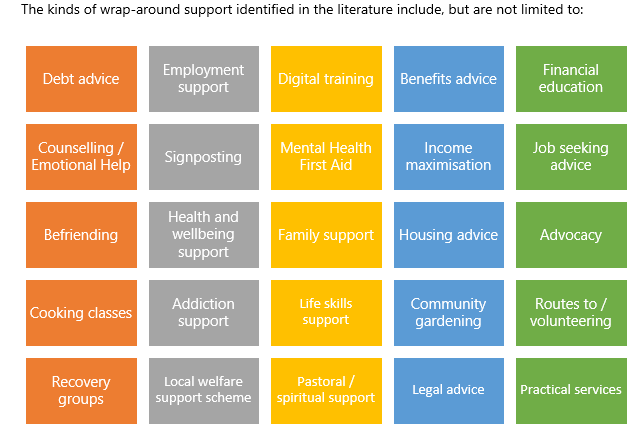 The kinds of wrap-around support identified in the literature include, but are not limited to:
Debt advice
Employment
support
Digital training
Benefits advice
Financial
education
Counselling /
Emotional Help
Signposting
Mental Health
First Aid
Income
maximisation
Job seeking
advice
Befriending
Health and
wellbeing
support
Family support
Housing advice
Advocacy
Cooking classes
Addiction
support
Life skills
support
Community
gardening
Routes to /
volunteering
Recovery
groups
Local welfare
support scheme
Pastoral /
spiritual support
Legal advice
Practical services